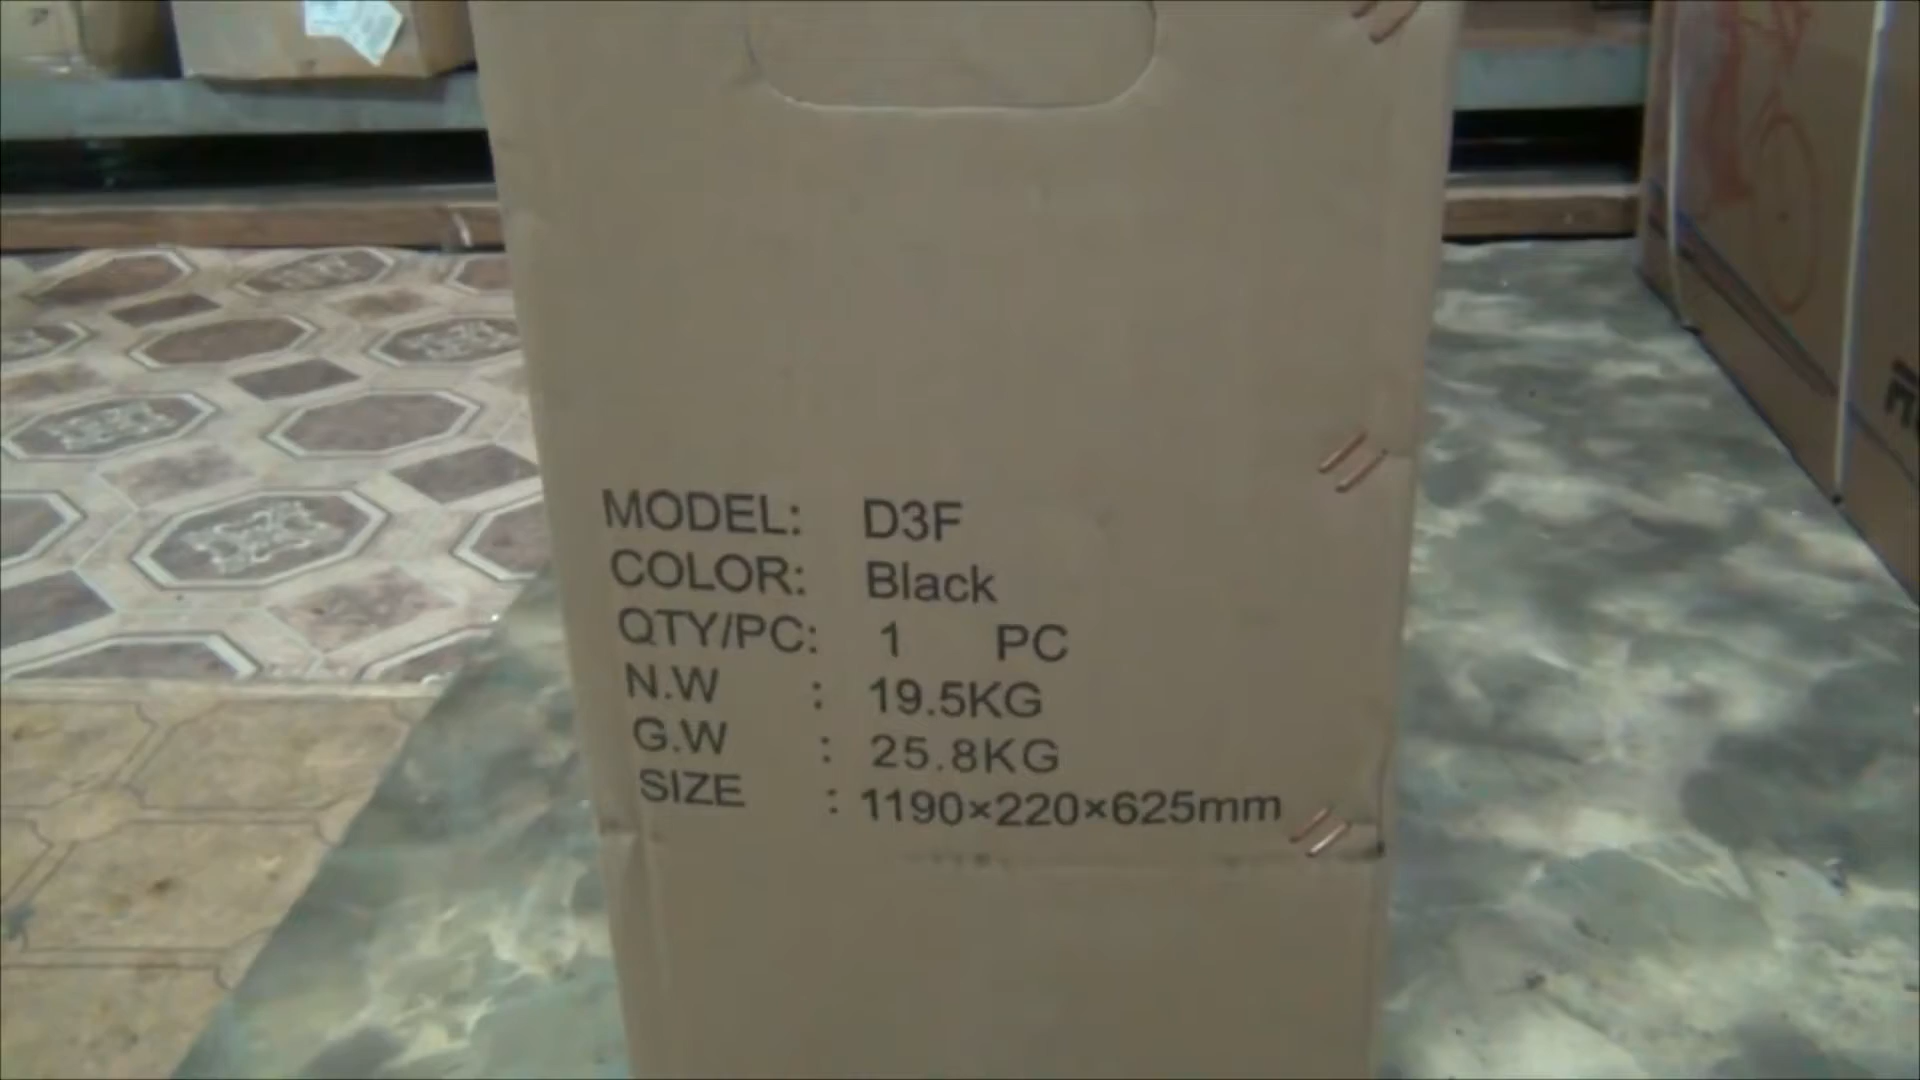 MODEL: D3F
COLOR: Black
QTY/PC: 1 PC
N.W : 19.5KG
G.W : 25.8KG
SIZE : 1190×220×625mm